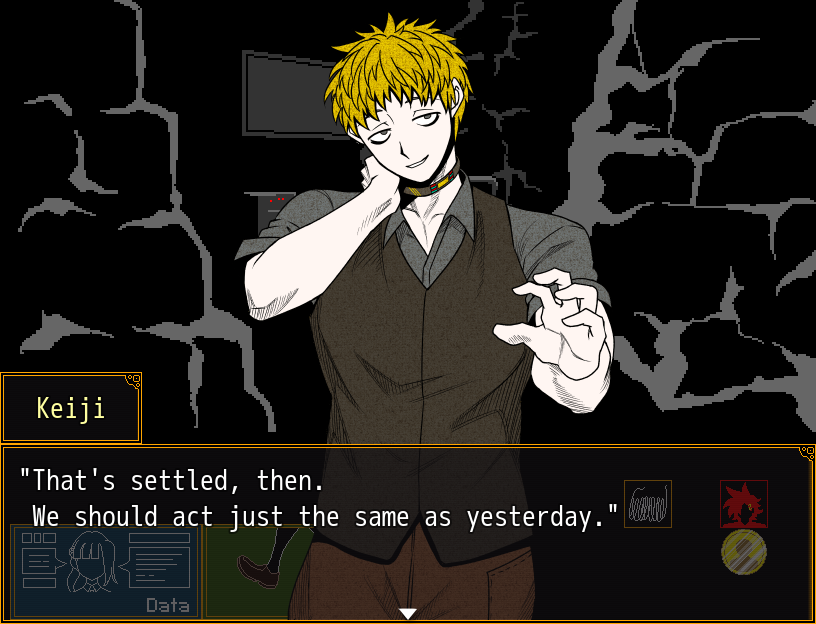 Keiji
"That's settled, then.
We should act just the same as yesterday."
Data